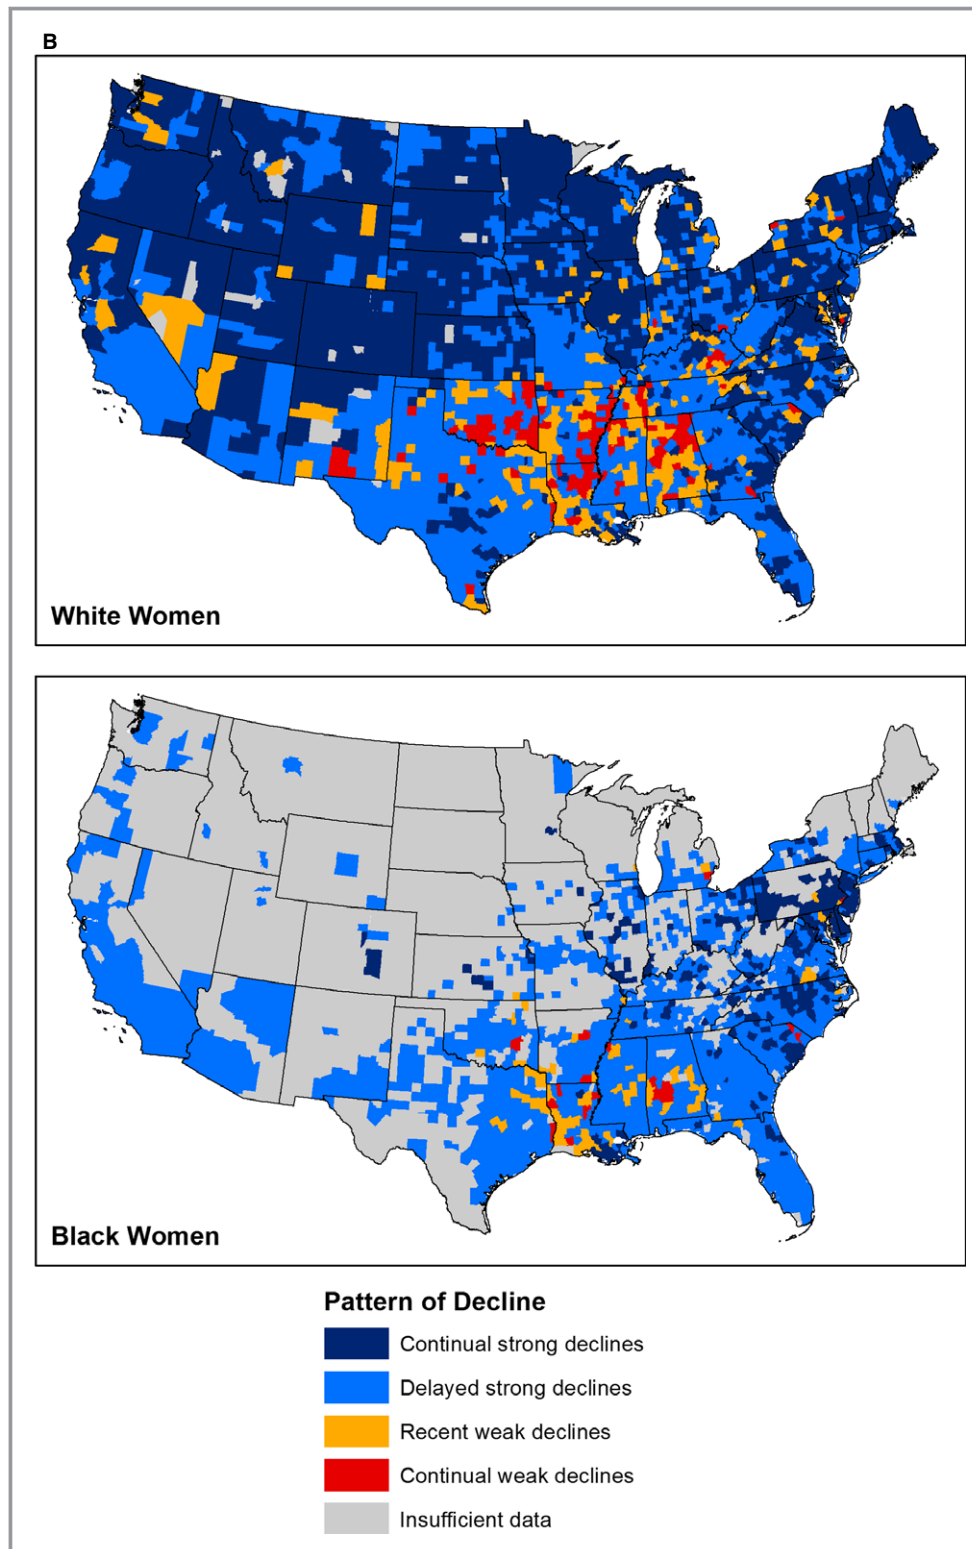 B
White Women
Black Women
Pattern of Decline
Continual strong declines
Delayed strong declines
Recent weak declines
Continual weak declines
Insufficient data